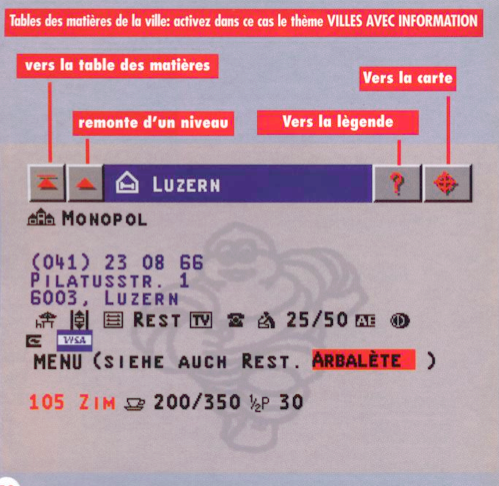 Tables des matières de la ville: activez dans ce cas le thème VILLES AVEC INFORMATION
vers la table des matières
Vers la carte
remonte d'un niveau
Vers la lègende
? 
LUZERN
MONOPOL
(041) 23 08 66
PILATUSSTR. 1
6003, LUZERN
REST TV 25/50 AE
E VISA
MENU (SIEHE AUCH REST. ARBALÈTE )
105 ZIM 200/350 ½P 30